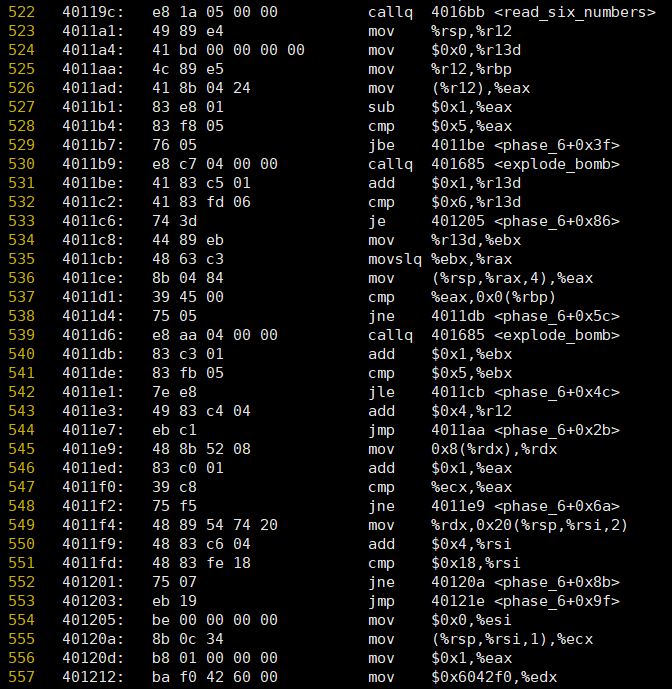 522 40119c: e8 1a 05 00 00 callq 4016bb <read_six_numbers>
523 4011a1: 49 89 e4 mov %rsp,%r12
524 4011a4: 41 bd 00 00 00 00 mov $0x0,%r13d
525 4011aa: 4c 89 e5 mov %r12,%rbp
526 4011ad: 41 8b 04 24 mov (%r12),%eax
527 4011b1: 83 e8 01 sub $0x1,%eax
528 4011b4: 83 f8 05 cmp $0x5,%eax
529 4011b7: 76 05 jbe 4011be <phase_6+0x3f>
530 4011b9: e8 c7 04 00 00 callq 401685 <explode_bomb>
531 4011be: 41 83 c5 01 add $0x1,%r13d
532 4011c2: 41 83 fd 06 cmp $0x6,%r13d
533 4011c6: 74 3d je 401205 <phase_6+0x86>
534 4011c8: 44 89 eb mov %r13d,%ebx
535 4011cb: 48 63 c3 movslq %ebx,%rax
536 4011ce: 8b 04 84 mov (%rsp,%rax,4),%eax
537 4011d1: 39 45 00 cmp %eax,0x0(%rbp)
538 4011d4: 75 05 jne 4011db <phase_6+0x5c>
539 4011d6: e8 aa 04 00 00 callq 401685 <explode_bomb>
540 4011db: 83 c3 01 add $0x1,%ebx
541 4011de: 83 fb 05 cmp $0x5,%ebx
542 4011e1: 7e e8 jle 4011cb <phase_6+0x4c>
543 4011e3: 49 83 c4 04 add $0x4,%r12
544 4011e7: eb c1 jmp 4011aa <phase_6+0x2b>
545 4011e9: 48 8b 52 08 mov 0x8(%rdx),%rdx
546 4011ed: 83 c0 01 add $0x1,%eax
547 4011f0: 39 c8 cmp %ecx,%eax
548 4011f2: 75 f5 jne 4011e9 <phase_6+0x6a>
549 4011f4: 48 89 54 74 20 mov %rdx,0x20(%rsp,%rsi,2)
550 4011f9: 48 83 c6 04 add $0x4,%rsi
551 4011fd: 48 83 fe 18 cmp $0x18,%rsi
552 401201: 75 07 jne 40120a <phase_6+0x8b>
553 401203: eb 19 jmp 40121e <phase_6+0x9f>
554 401205: be 00 00 00 00 mov $0x0,%esi
555 40120a: 8b 0c 34 mov (%rsp,%rsi,1),%ecx
556 40120d: b8 01 00 00 00 mov $0x1,%eax
557 401212: ba f0 42 60 00 mov $0x6042f0,%edx